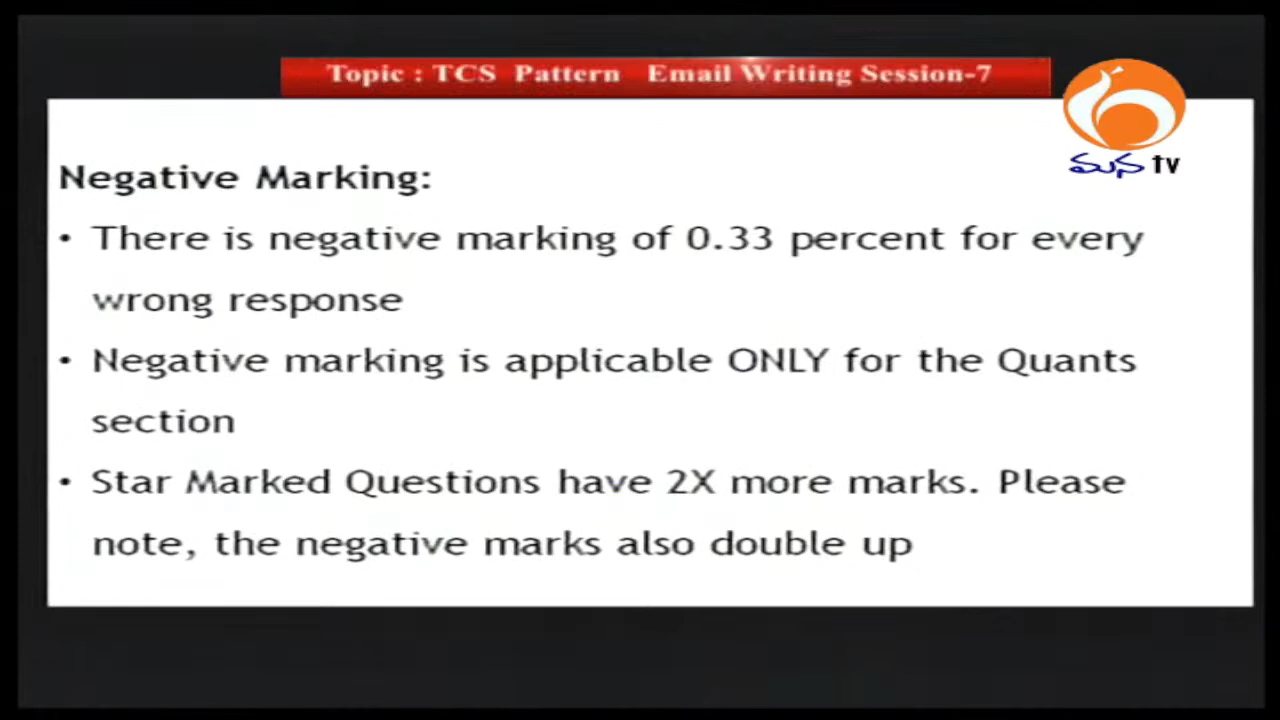 Topic : TCS Pattern Email Writing Session-7
మన tv
Negative Marking:
• There is negative marking of 0.33 percent for every
wrong response
• Negative marking is applicable ONLY for the Quants
section
• Star Marked Questions have 2X more marks. Please
note, the negative marks also double up